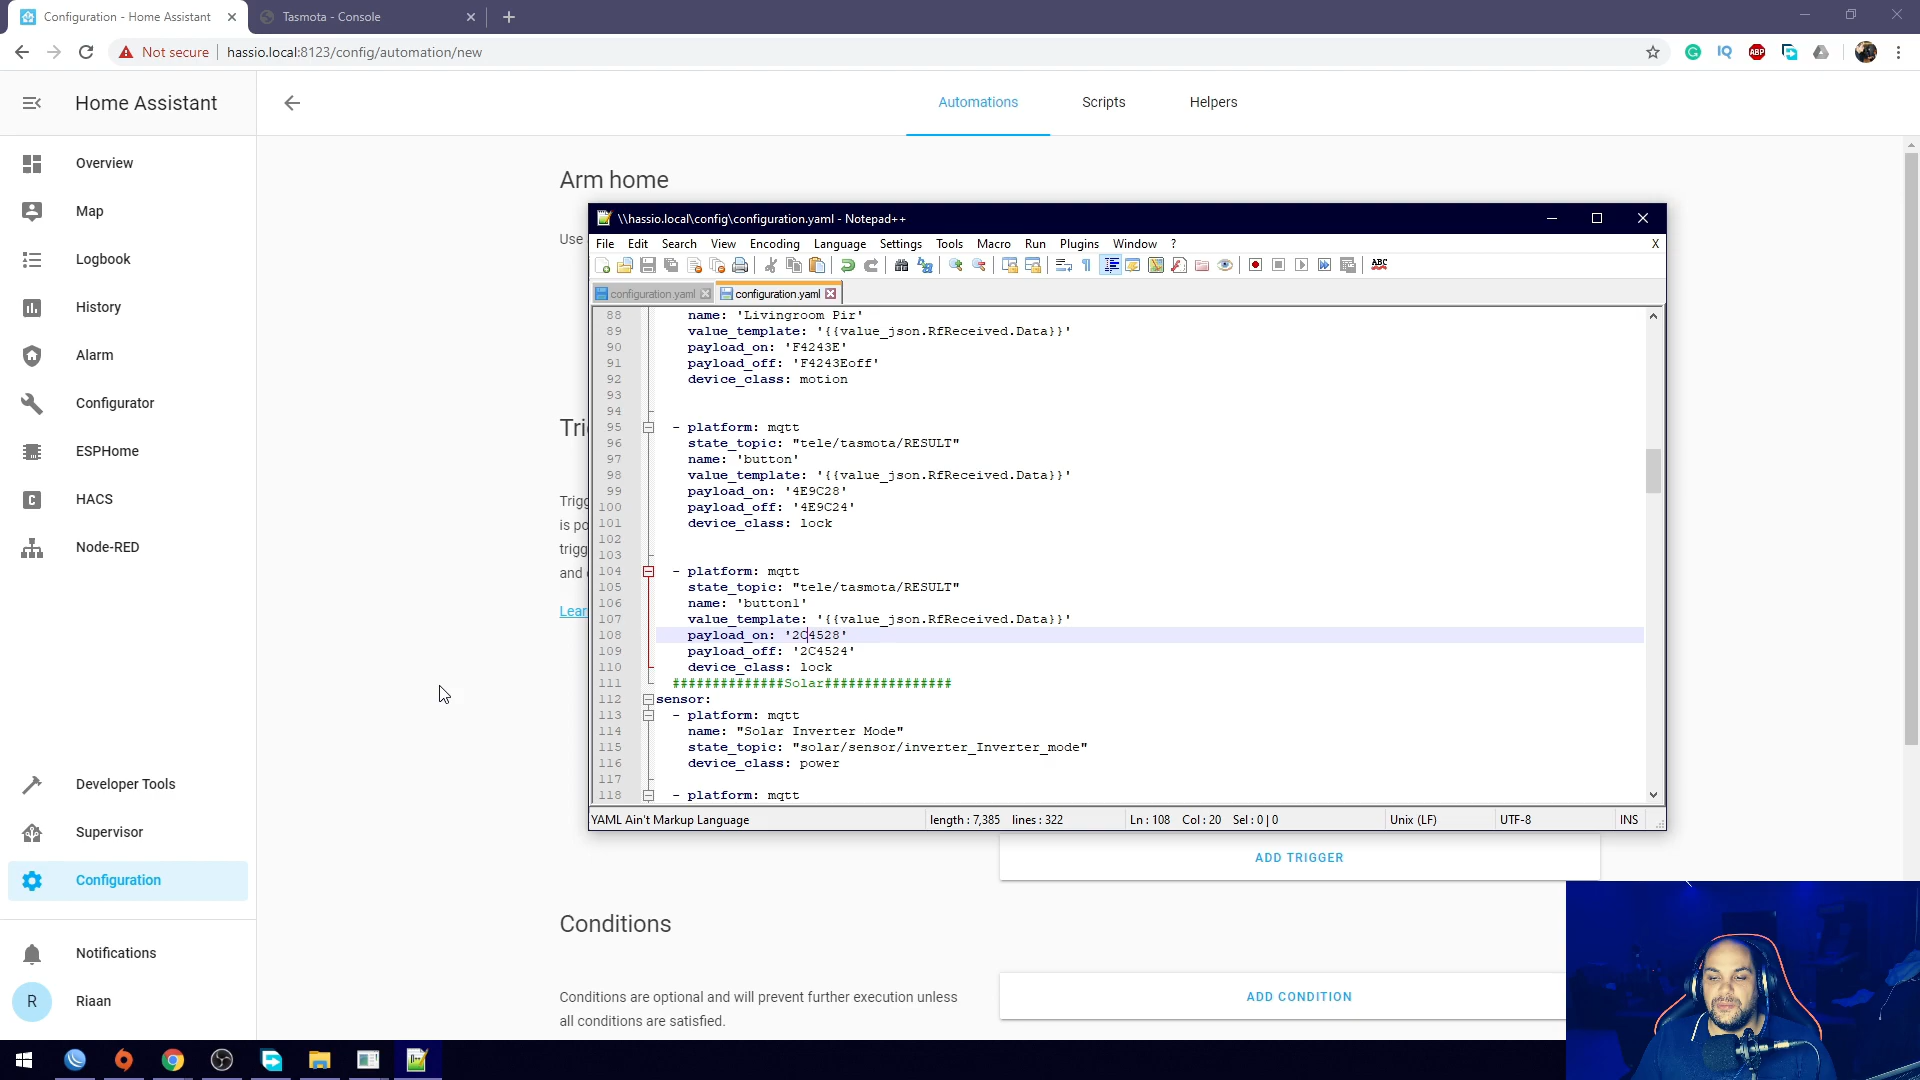 Configuration - Home Assistant
Tasmota - Console
Not secure
hassio.local:8123/config/automation/new
ABP
Home Assistant
Automations
Scripts
Helpers
Overview
Map
Logbook
History
Alarm
Configurator
ESPHome
HACS
Node-RED
Developer Tools
Supervisor
Configuration
Notifications
R
Riaan
Arm home
Use
Tri
Trigg
is po
trigg
and
Lear
\\hassio.local\config\configuration.yaml - Notepad++
File Edit Search View Encoding Language Settings Tools Macro Run Plugins Window ?
X
ABC
configuration.yaml
configuration.yaml
88 name: 'Livingroom Pir'
89 value_template: '{{value_json.RfReceived.Data}}'
90 payload_on: 'F4243E'
91 payload_off: 'F4243Eoff'
92 device_class: motion
93
94
95 - platform: mqtt
96 state_topic: "tele/tasmota/RESULT"
97 name: 'button'
98 value_template: '{{value_json.RfReceived.Data}}'
99 payload_on: '4E9C28'
100 payload_off: '4E9C24'
101 device_class: lock
102
103
104 - platform: mqtt
105 state_topic: "tele/tasmota/RESULT"
106 name: 'button1'
107 value_template: '{{value_json.RfReceived.Data}}'
108 payload_on: '2C4528'
109 payload_off: '2C4524'
110 device_class: lock
111 ##############Solar################
112 sensor:
113 - platform: mqtt
114 name: "Solar Inverter Mode"
115 state_topic: "solar/sensor/inverter_Inverter_mode"
116 device_class: power
117
118 - platform: mqtt
YAML Ain't Markup Language
length : 7,385 lines : 322
Ln : 108 Col : 20 Sel : 0 | 0
Unix (LF)
UTF-8
INS
ADD TRIGGER
Conditions
Conditions are optional and will prevent further execution unless
all conditions are satisfied.
ADD CONDITION